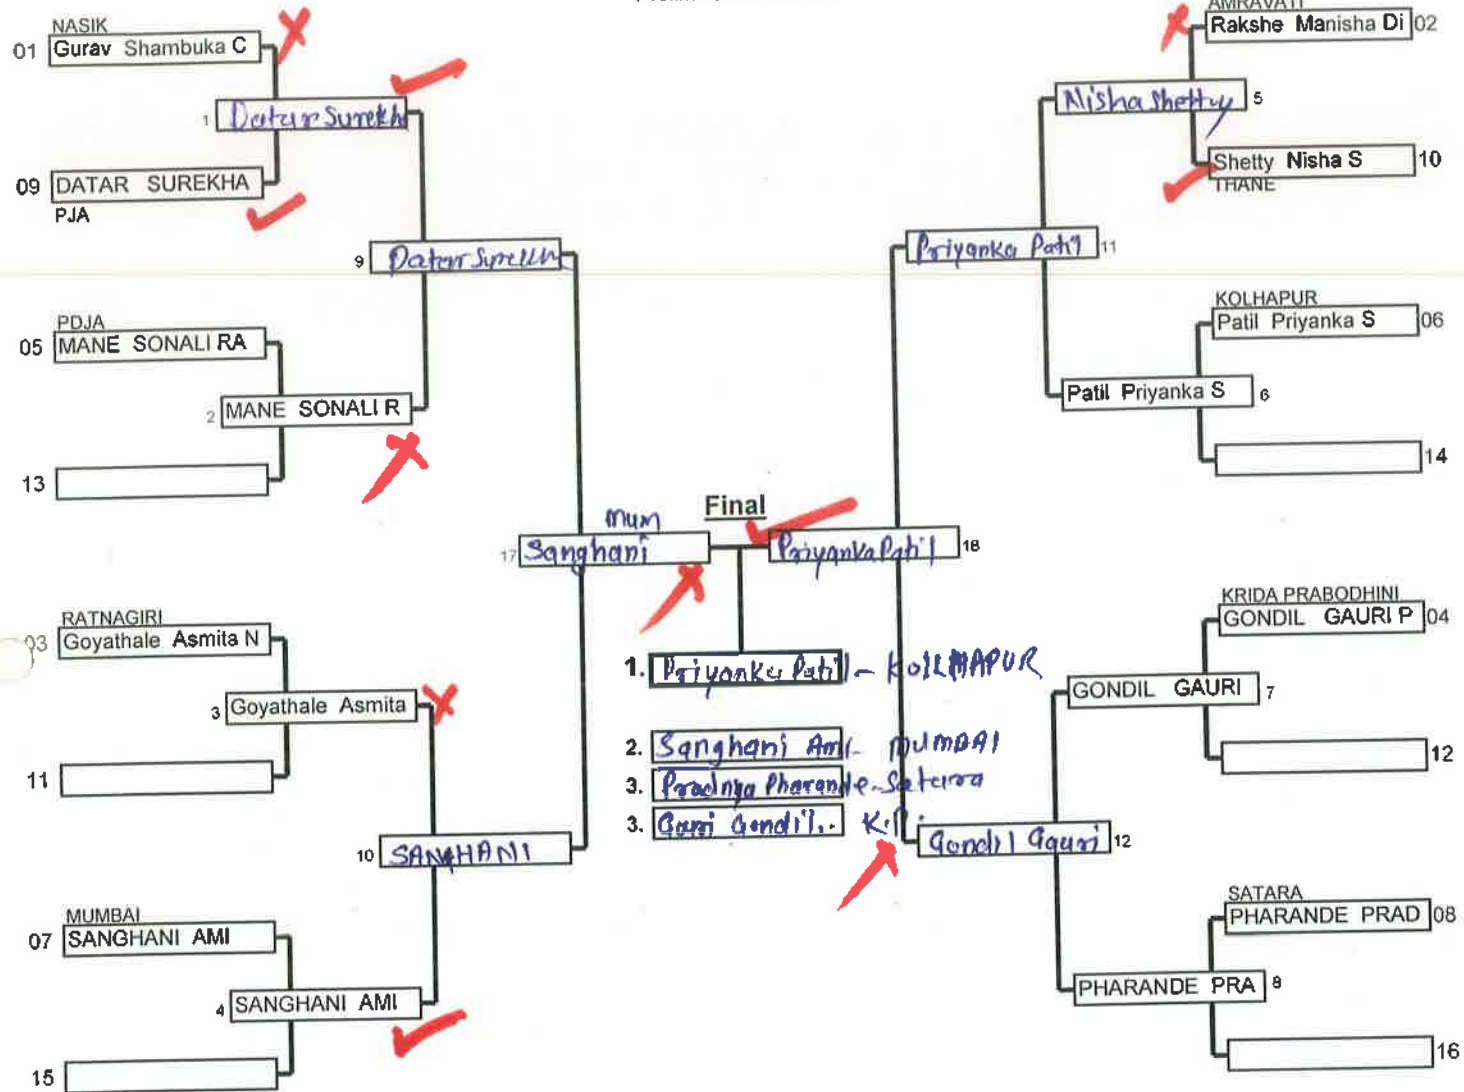 NASIK
01 Gurav Shambuka C
1 Datar Surekh
09 DATAR SUREKHA
PJA
9 Datar Surekh
PDJA
05 MANE SONALI RA
2 MANE SONALI R
13
mum
17 Sanghani
RATNAGIRI
03 Goyathale Asmita N
3 Goyathale Asmita
11
10 SANGHANI
MUMBAI
07 SANGHANI AMI
4 SANGHANI AMI
15
Final
1. Priyanka Patil - KOLHAPUR
2. Sanghani Ami - MUMBAI
3. Pradnya Pharande - Satara
3. Gauri Gondil.. K.P.
AMRAVATI
Rakshe Manisha Di 02
Nisha Shetty 5
Shetty Nisha S 10
THANE
Priyanka Patil 11
KOLHAPUR
Patil Priyanka S 06
Patil Priyanka S 6
14
Priyanka Patil 18
KRIDA PRABODHINI
GONDIL GAURI P 04
GONDIL GAURI 7
12
Gondil Gauri 12
SATARA
PHARANDE PRAD 08
PHARANDE PRA 8
16